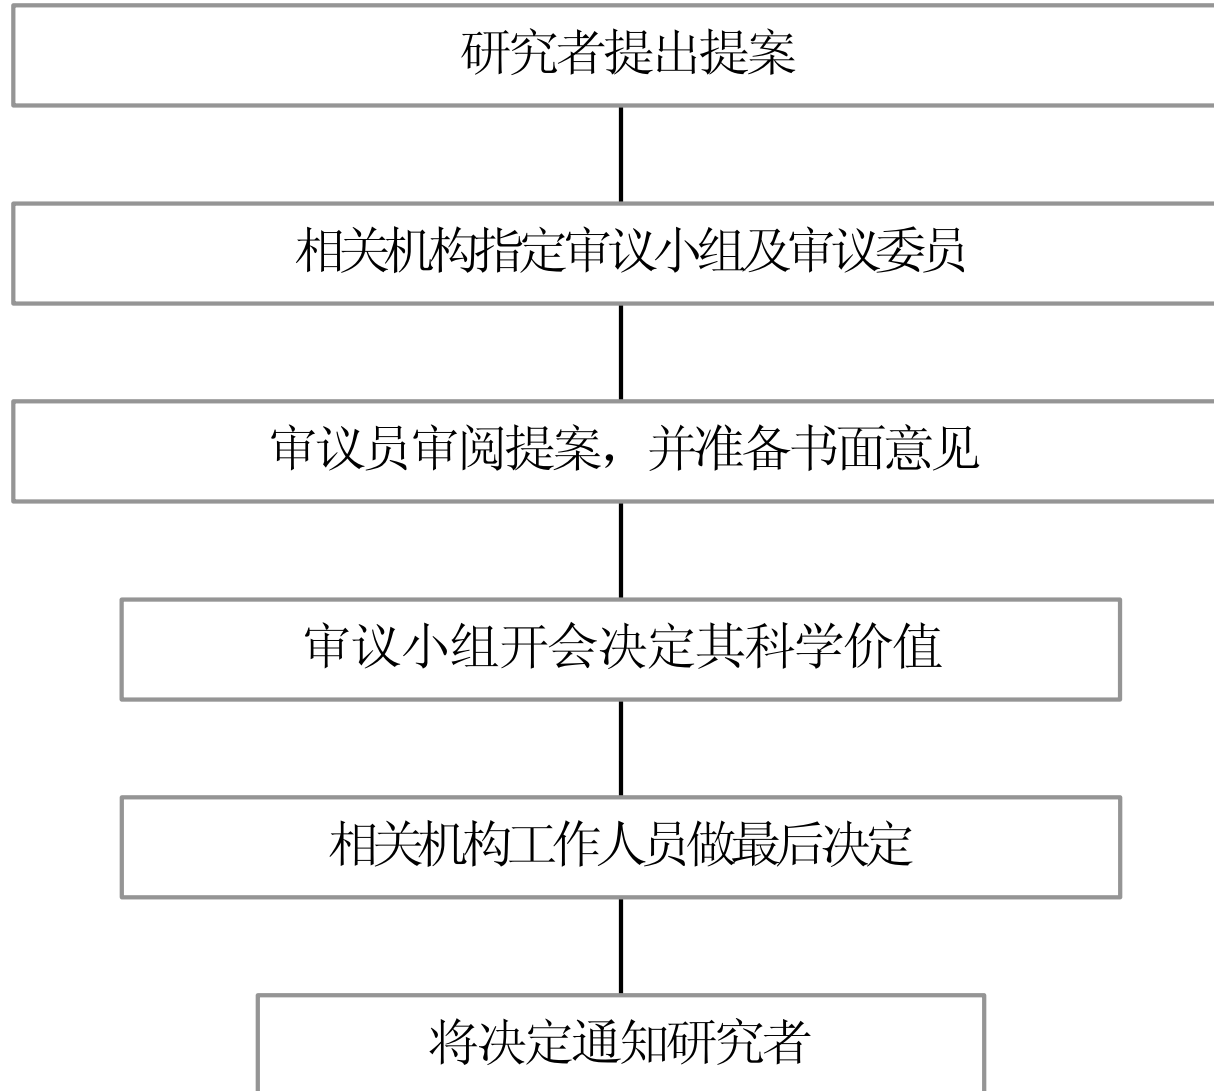 研究者提出提案
相关机构指定审议小组及审议委员
审议员审阅提案，并准备书面意见
审议小组开会决定其科学价值
相关机构工作人员做最后决定
将决定通知研究者